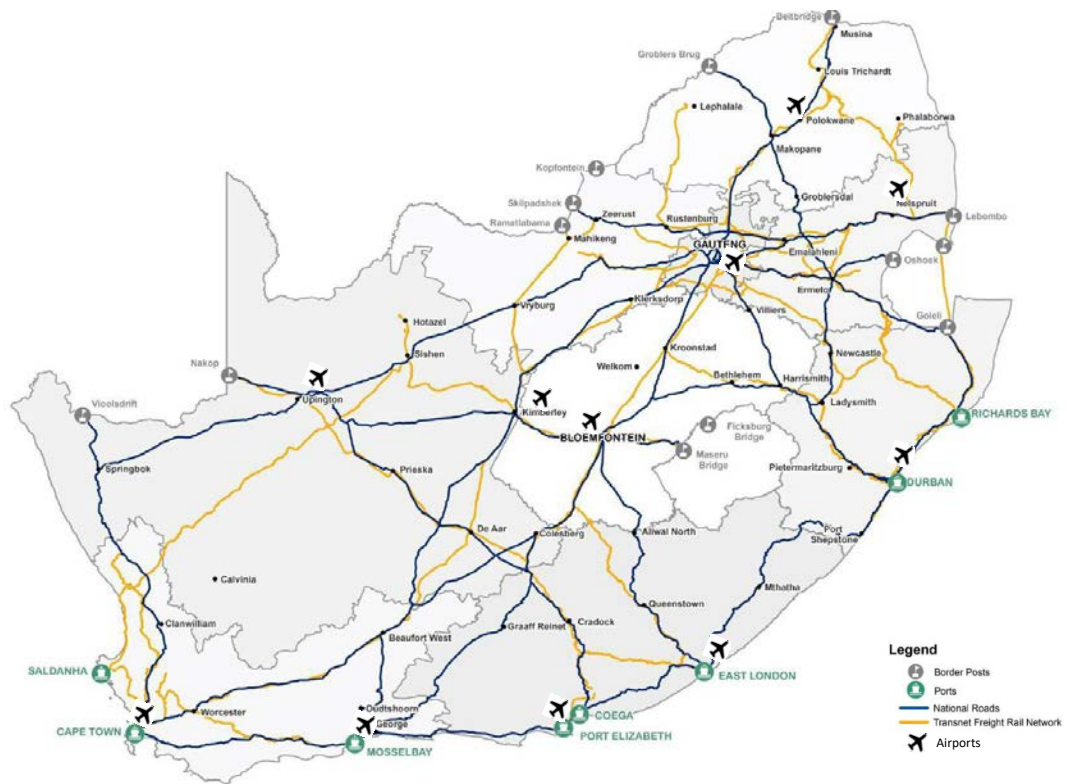 Beitbridge
Musina
Groblers Brug
Louis Trichardt
Lephalale
Polokwane
Phalaborwa
Makopane
Kopfontein
Skilpadshek
Groblersdal
Nelspruit
Ramatlabama
Zeerust
Rustenburg
Lebombo
Mahikeng
GAUTENG
Emalahleni
Oshoek
Ermelo
Klerksdorp
Vryburg
Villiers
Golela
Hotazel
Sishen
Kroonstad
Newcastle
Nakop
Welkom
Bethlehem
Harrismith
Upington
Vioolsdrift
Kimberley
Ladysmith
RICHARDS BAY
BLOEMFONTEIN
Ficksburg
Bridge
Maseru
Bridge
Springbok
Prieska
Pietermaritzburg
DURBAN
De Aar
Colesberg
Aliwal North
Port
Shepstone
Calvinia
Mthatha
Queenstown
Clanwilliam
Beaufort West
Graaff Reinet
Cradock
SALDANHA
EAST LONDON
Worcester
Oudtshoorn
George
COEGA
CAPE TOWN
MOSSELBAY
PORT ELIZABETH
Legend
Border Posts
Ports
National Roads
Transnet Freight Rail Network
Airports